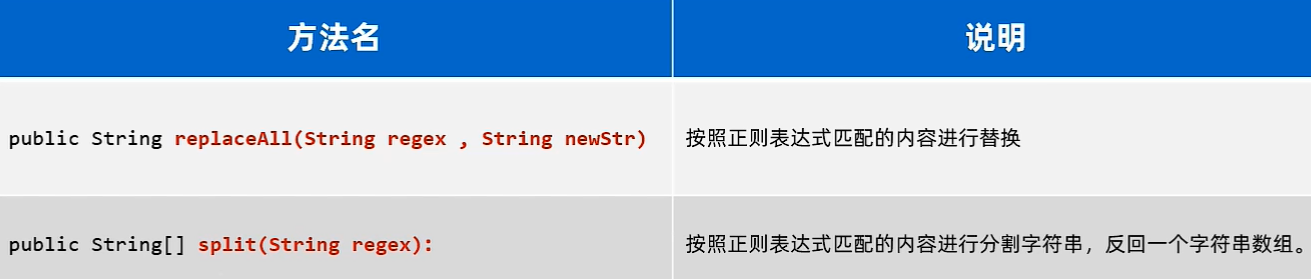 方法名
说明
public String replaceAll(String regex , String newStr)
按照正则表达式匹配的内容进行替换
public String[] split(String regex):
按照正则表达式匹配的内容进行分割字符串，反回一个字符串数组。